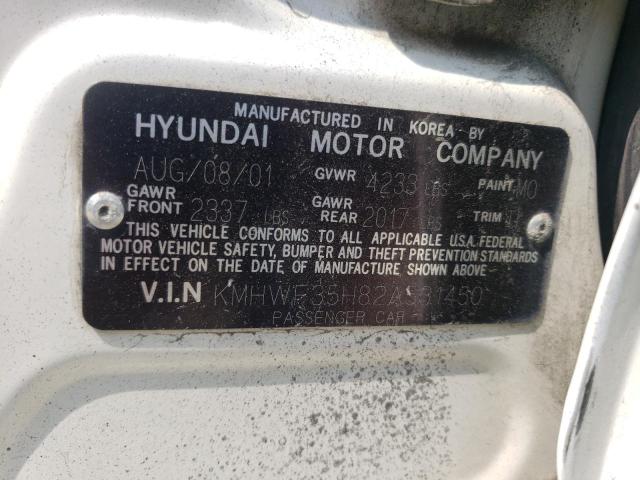 MANUFACTURED IN KOREA BY
HYUNDAI MOTOR COMPANY
AUG/08/01 GVWR 4233 LBS PAINT MO
GAWR FRONT 2337 LBS GAWR REAR 2017 LBS TRIM
THIS VEHICLE CONFORMS TO ALL APPLICABLE U.S.A. FEDERAL
MOTOR VEHICLE SAFETY, BUMPER AND THEFT PREVENTION STANDARDS
IN EFFECT ON THE DATE OF MANUFACTURE SHOWN ABOVE
V.I.N KMHWF35H82A551450
PASSENGER CAR